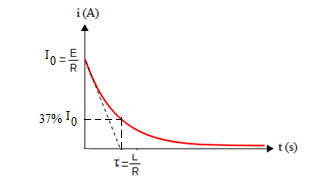 i (A)
I₀ = E/R
37% I₀
t (s)
τ = L/R